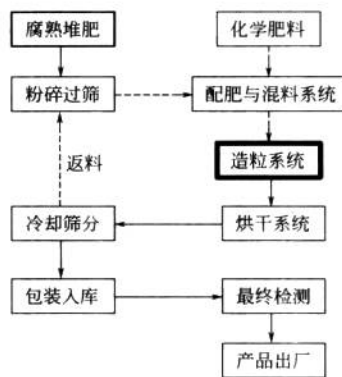 腐熟堆肥
化学肥料
粉碎过筛
配肥与混料系统
造粒系统
返料
冷却筛分
烘干系统
包装入库
最终检测
产品出厂